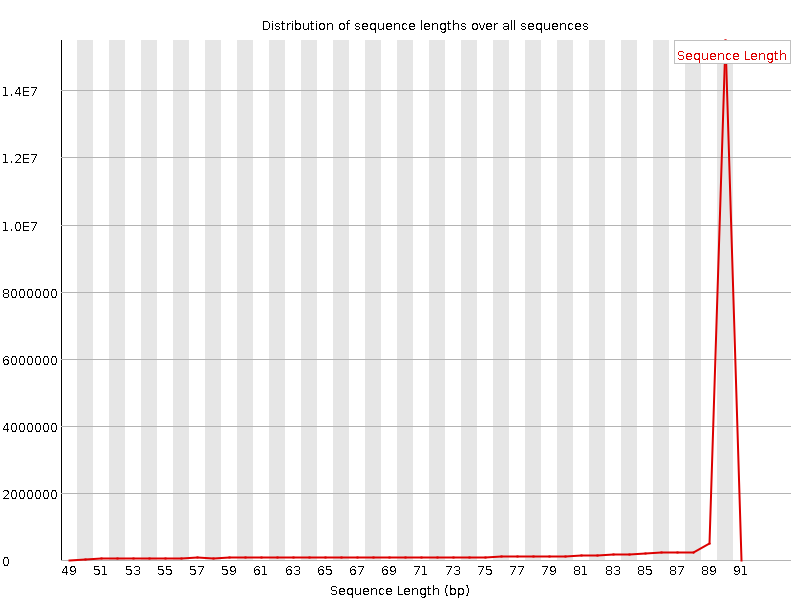 Distribution of sequence lengths over all sequences
Sequence Length
1.4E7
1.2E7
1.0E7
8000000
6000000
4000000
2000000
0
49 51 53 55 57 59 61 63 65 67 69 71 73 75 77 79 81 83 85 87 89 91
Sequence Length (bp)